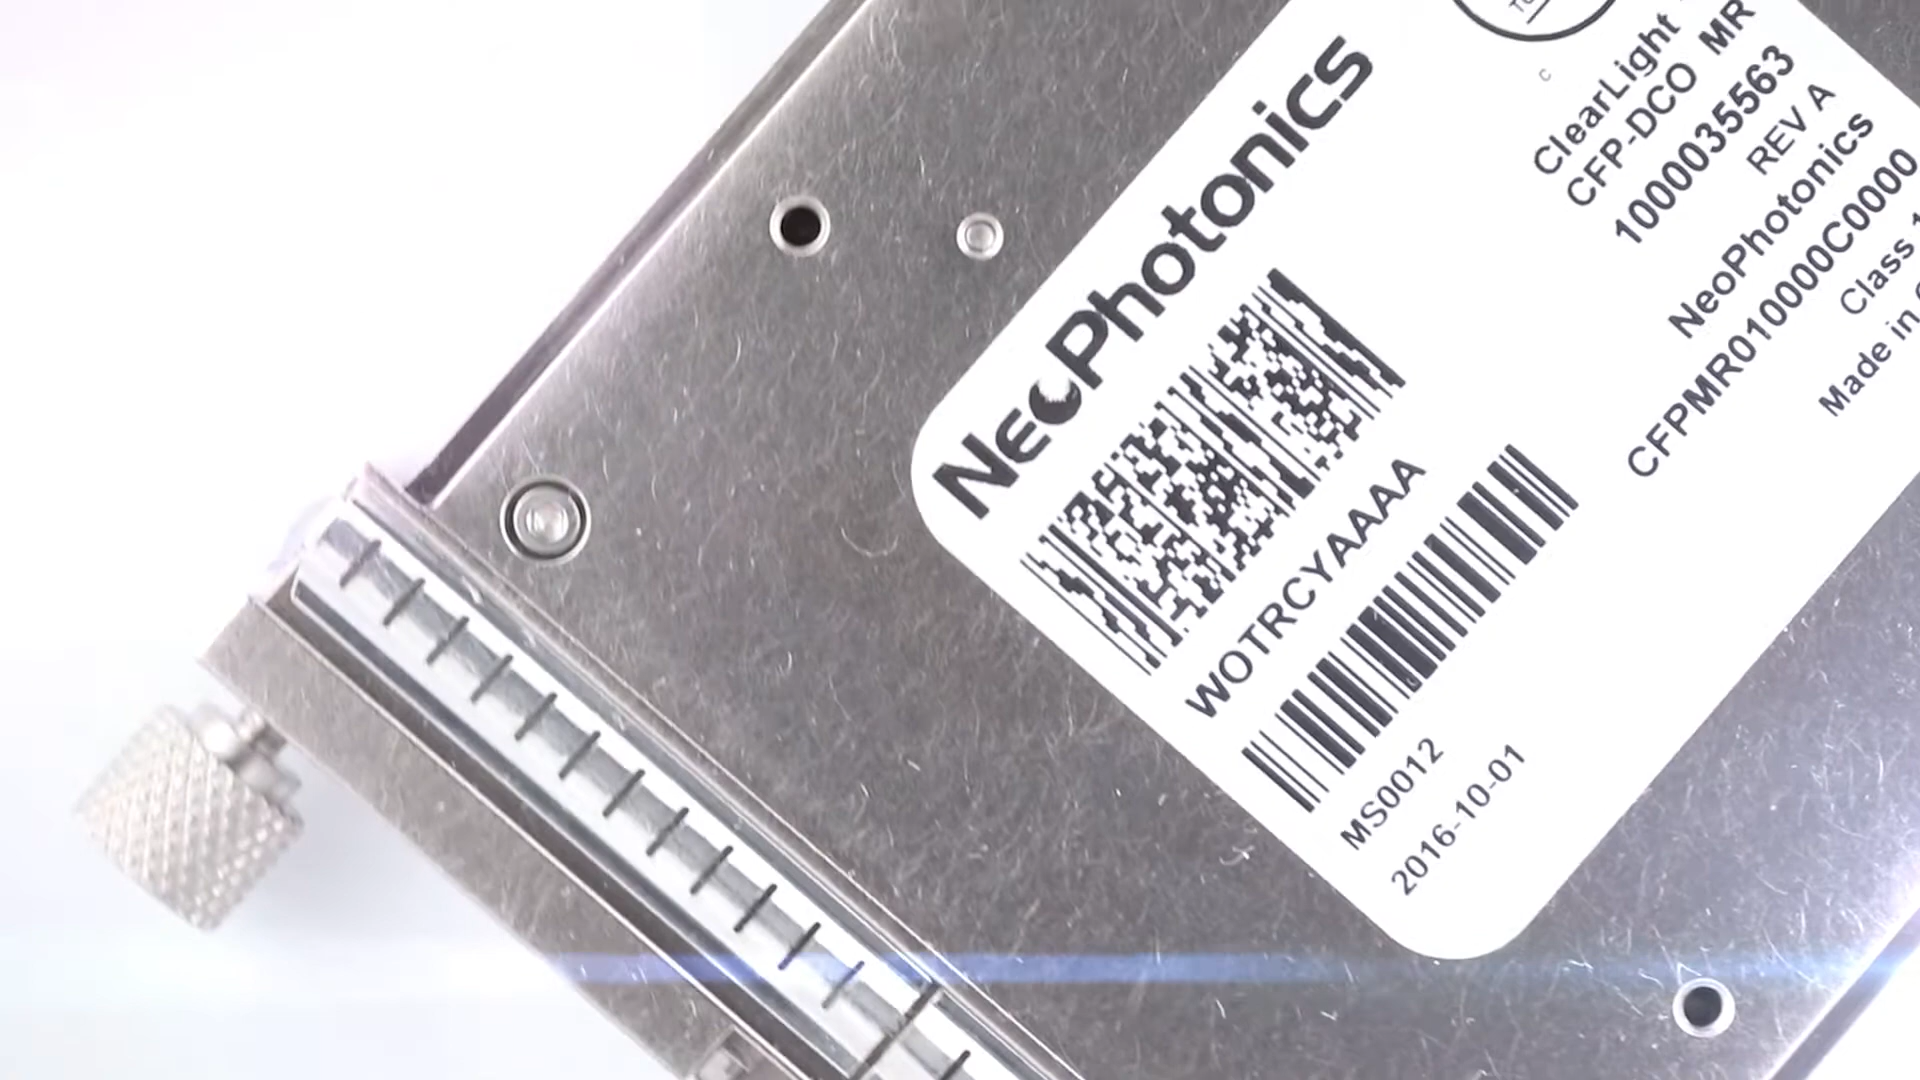 NeoPhotonics
WOTRCYAAAA
MS0012
2016-10-01
ClearLight
CFP-DCO MR
1000035563
REV A
NeoPhotonics
CFPMR010000C0000
Class
Made in